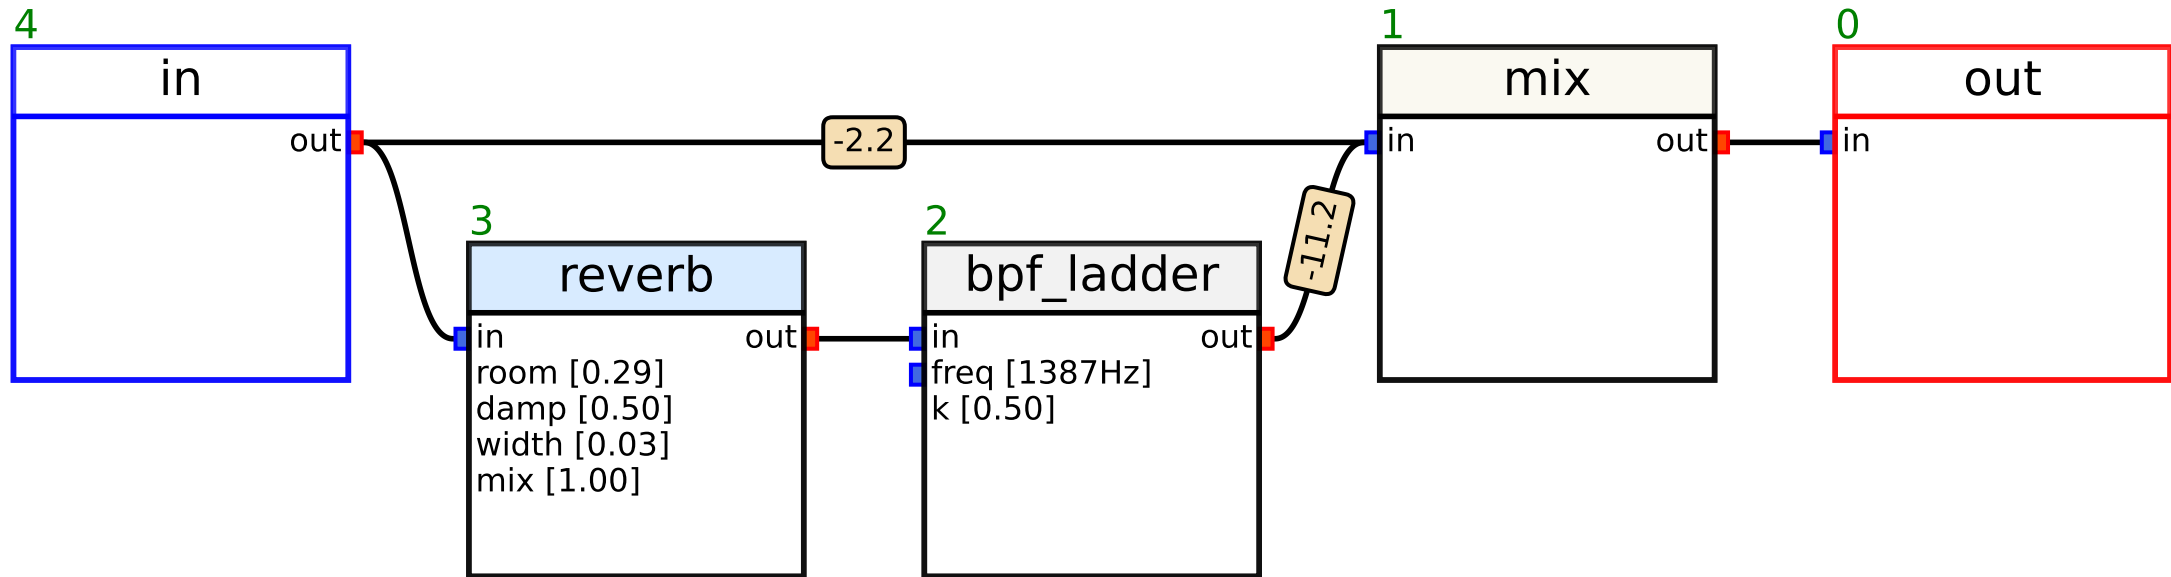 4
in
out
-2.2
3
reverb
in
out
room [0.29]
damp [0.50]
width [0.03]
mix [1.00]
2
bpf_ladder
in
out
freq [1387Hz]
k [0.50]
-11.2
1
mix
in
out
0
out
in